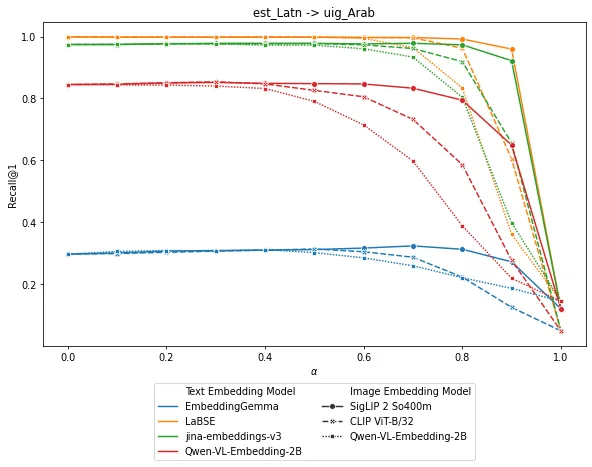 est_Latn -> uig_Arab
1.0
0.8
0.6
0.4
0.2
Recall@1
0.0 0.2 0.4 0.6 0.8 1.0
α
Text Embedding Model Image Embedding Model
EmbeddingGemma SigLIP 2 So400m
LaBSE CLIP ViT-B/32
jina-embeddings-v3 Qwen-VL-Embedding-2B
Qwen-VL-Embedding-2B